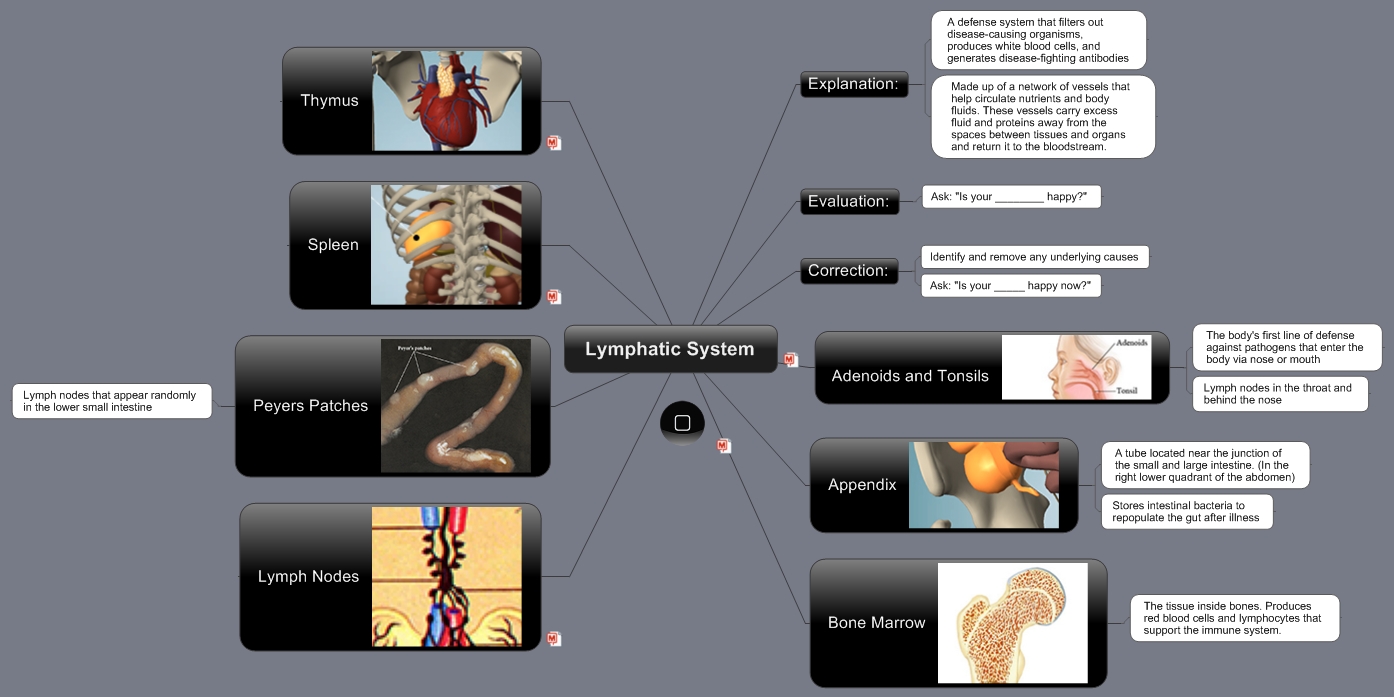 Lymphatic System
Explanation:
A defense system that filters out
disease-causing organisms,
produces white blood cells, and
generates disease-fighting antibodies
Made up of a network of vessels that
help circulate nutrients and body
fluids. These vessels carry excess
fluid and proteins away from the
spaces between tissues and organs
and return it to the bloodstream.
Evaluation:
Ask: "Is your ________ happy?"
Correction:
Identify and remove any underlying causes
Ask: "Is your _____ happy now?"
Adenoids and Tonsils
Adenoids
Tonsil
The body's first line of defense
against pathogens that enter the
body via nose or mouth
Lymph nodes in the throat and
behind the nose
Appendix
A tube located near the junction of
the small and large intestine. (In the
right lower quadrant of the abdomen)
Stores intestinal bacteria to
repopulate the gut after illness
Bone Marrow
The tissue inside bones. Produces
red blood cells and lymphocytes that
support the immune system.
Thymus
Spleen
Peyers Patches
Peyer's patches
Lymph nodes that appear randomly
in the lower small intestine
Lymph Nodes
M
M
M
M
M